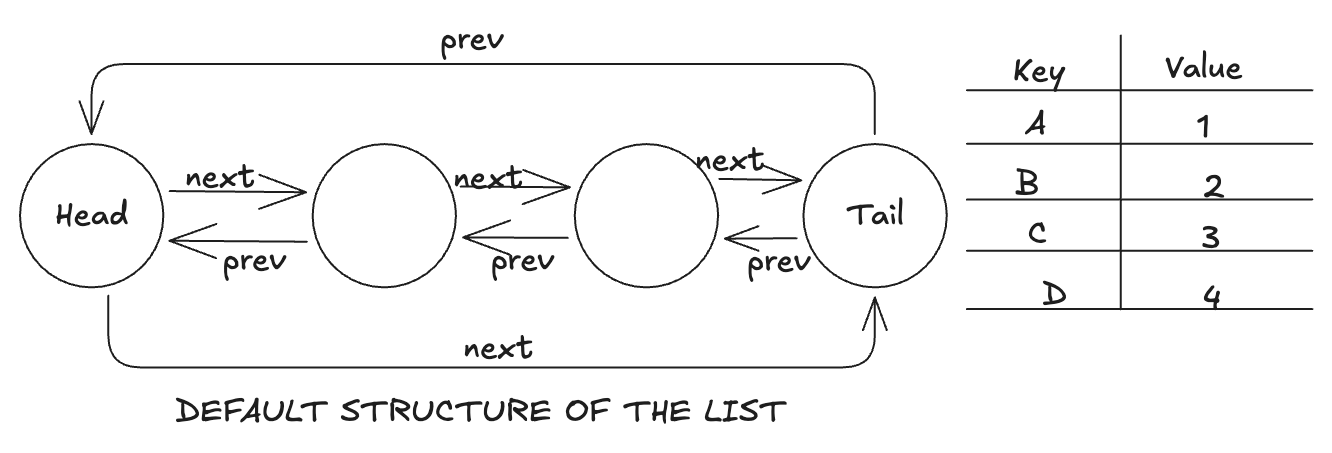 prev
next
next
next
Head
Tail
prev
prev
prev
next
DEFAULT STRUCTURE OF THE LIST
Key Value
A 1
B 2
C 3
D 4